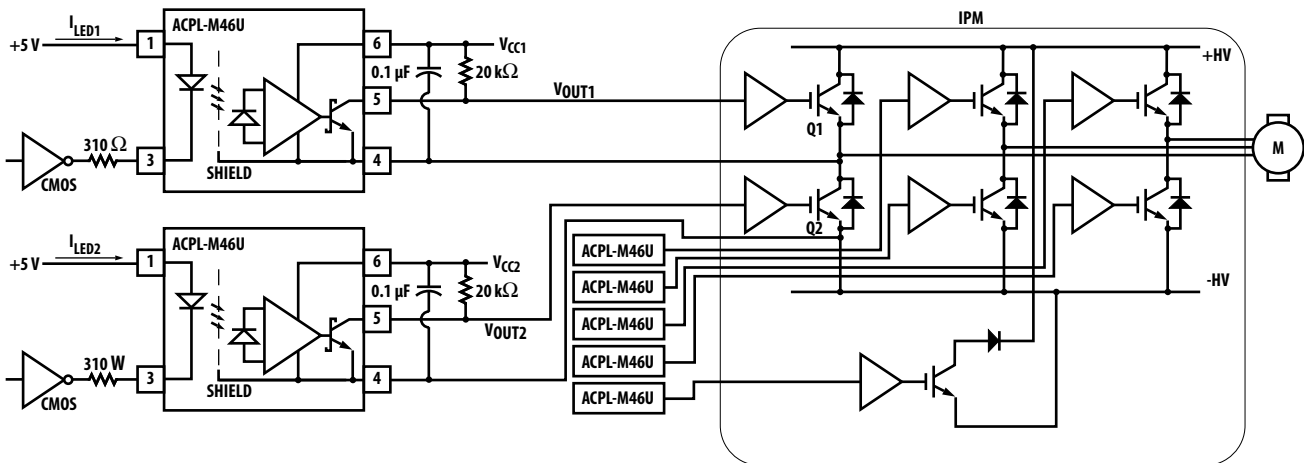 ILED1
ACPL-M46U
+5 V
1
6
VCC1
0.1 µF
20 kΩ
5
VOUT1
310 Ω
3
4
CMOS
SHIELD
IPM
+HV
Q1
M
Q2
ILED2
ACPL-M46U
+5 V
1
6
VCC2
0.1 µF
20 kΩ
5
VOUT2
310 W
3
4
CMOS
SHIELD
ACPL-M46U
ACPL-M46U
ACPL-M46U
ACPL-M46U
ACPL-M46U
-HV